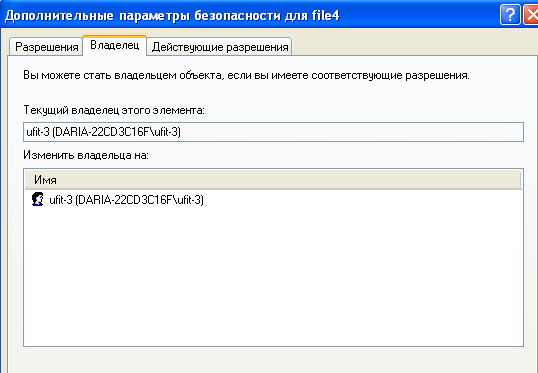 Дополнительные параметры безопасности для file4
Разрешения Владелец Действующие разрешения
Вы можете стать владельцем объекта, если вы имеете соответствующие разрешения.
Текущий владелец этого элемента:
ufit-3 (DARIA-22CD3C16F\ufit-3)
Изменить владельца на:
Имя
ufit-3 (DARIA-22CD3C16F\ufit-3)